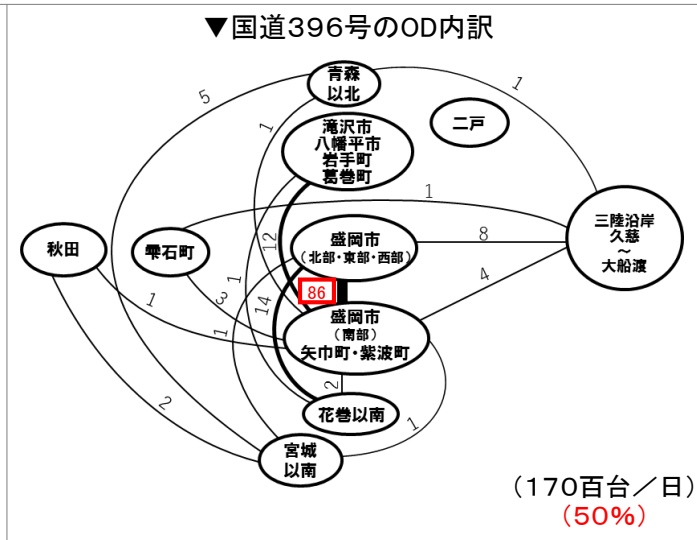 ▼国道396号のOD内訳
青森
以北
5
1
1
二戸
滝沢市
八幡平市
岩手町
葛巻町
1
三陸沿岸
久慈
～
大船渡
秋田
雫石町
盛岡市
（北部・東部・西部）
12
8
4
86
1
3
1
1
14
盛岡市
（南部）
矢巾町・紫波町
2
2
花巻以南
1
宮城
以南
（170百台／日）
（50%）